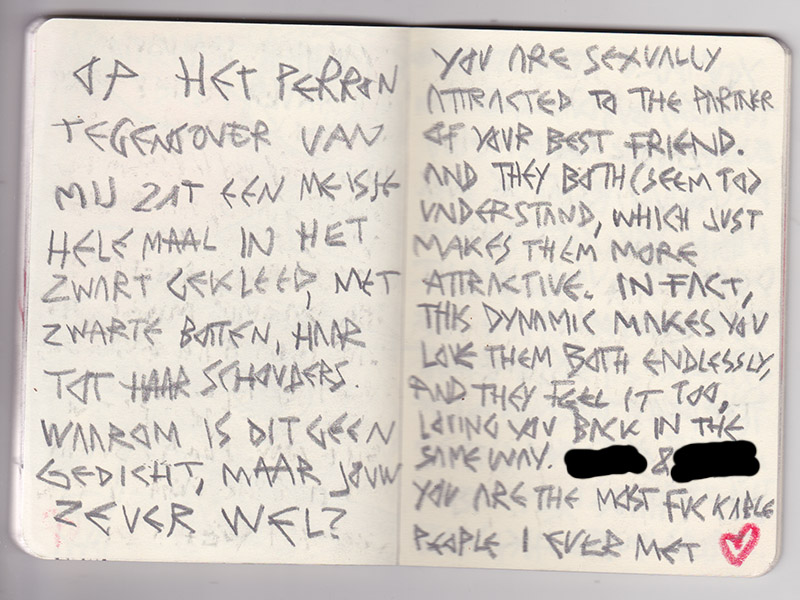 OP HET PERRON
TEGENOVER VAN
MIJ ZAT EEN MEISJE
HELEMAAL IN HET
ZWART GEKLEED, MET
ZWARTE BOTTEN, HAAR
TOT HAAR SCHOUDERS.
WAAROM IS DIT GEEN
GEDICHT, MAAR JOUW
ZEVER WEL?
YOU ARE SEXUALLY
ATTRACTED TO THE PARTNER
OF YOUR BEST FRIEND.
AND THEY BOTH (SEEM TO)
UNDERSTAND, WHICH JUST
MAKES THEM MORE
ATTRACTIVE. IN FACT,
THIS DYNAMIC MAKES YOU
LOVE THEM BOTH ENDLESSLY,
AND THEY FEEL IT TOO,
LOVING YOU BACK IN THE
SAME WAY. &
YOU ARE THE MOST FUCKABLE
PEOPLE I EVER MET